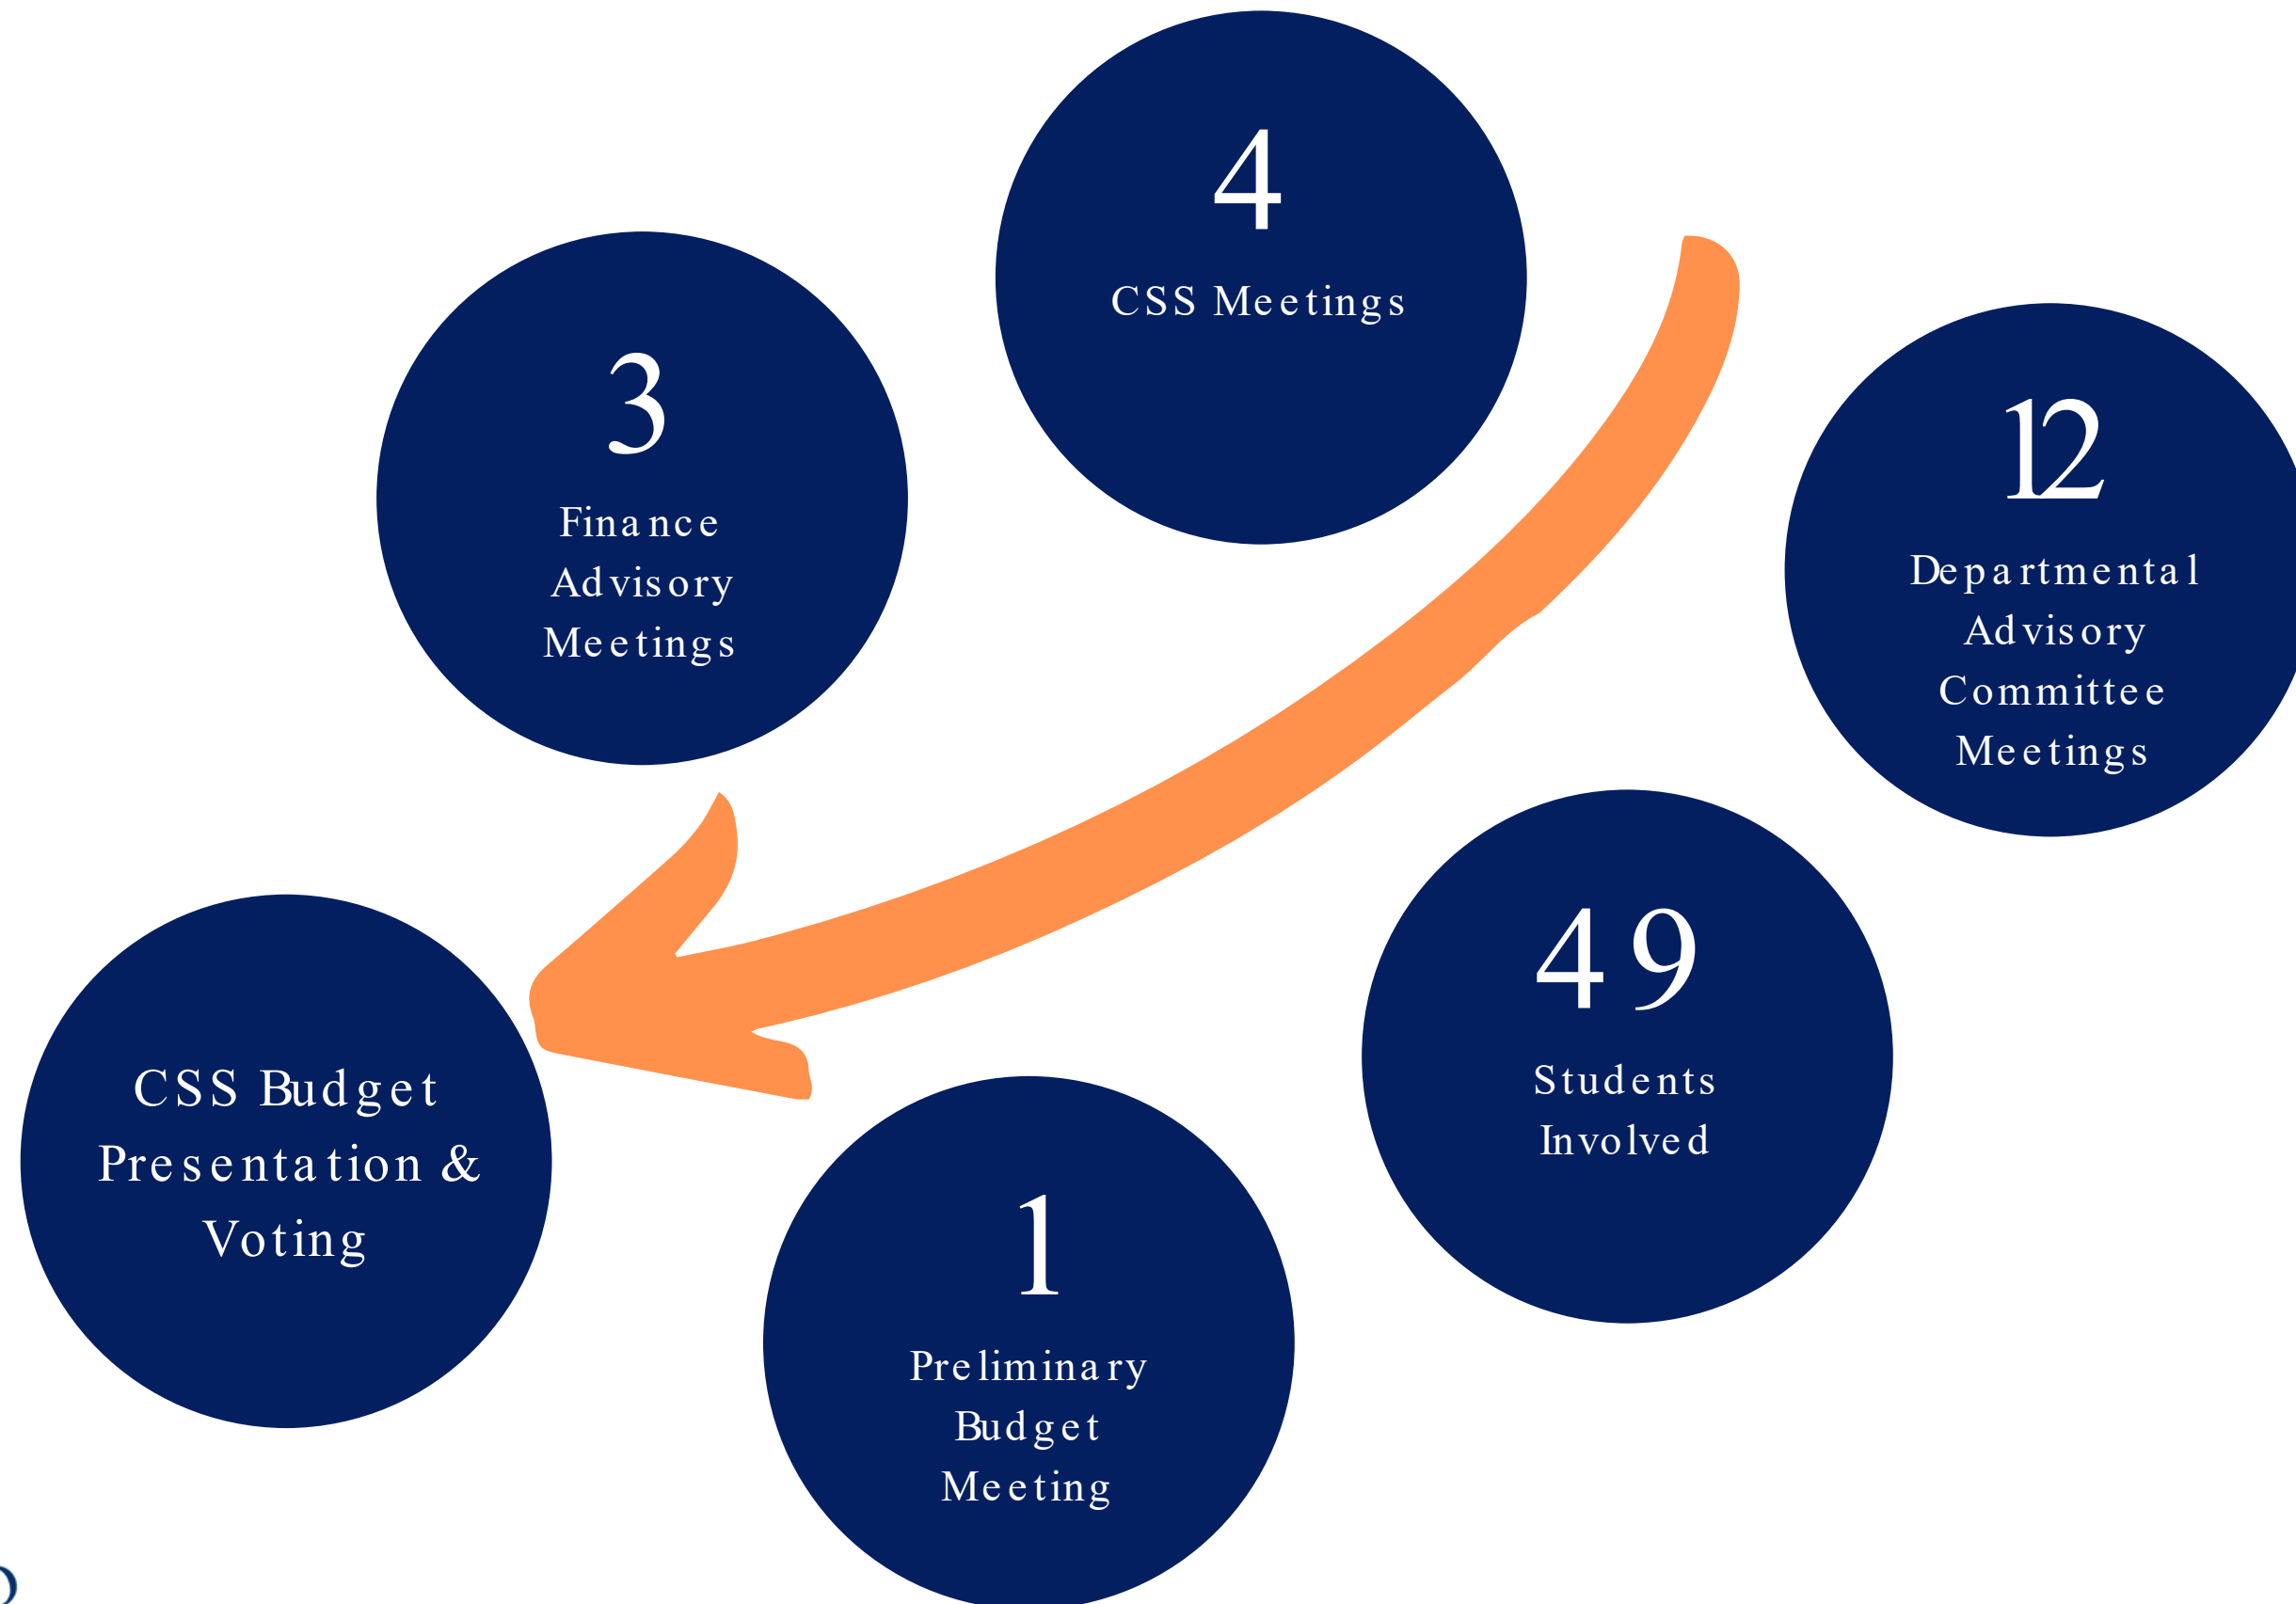 4
CSS Meetings
3
Finance
Advisory
Meetings
12
Departmental
Advisory
Committee
Meetings
49
Students
Involved
CSS Budget
Presentation &
Voting
1
Preliminary
Budget
Meeting